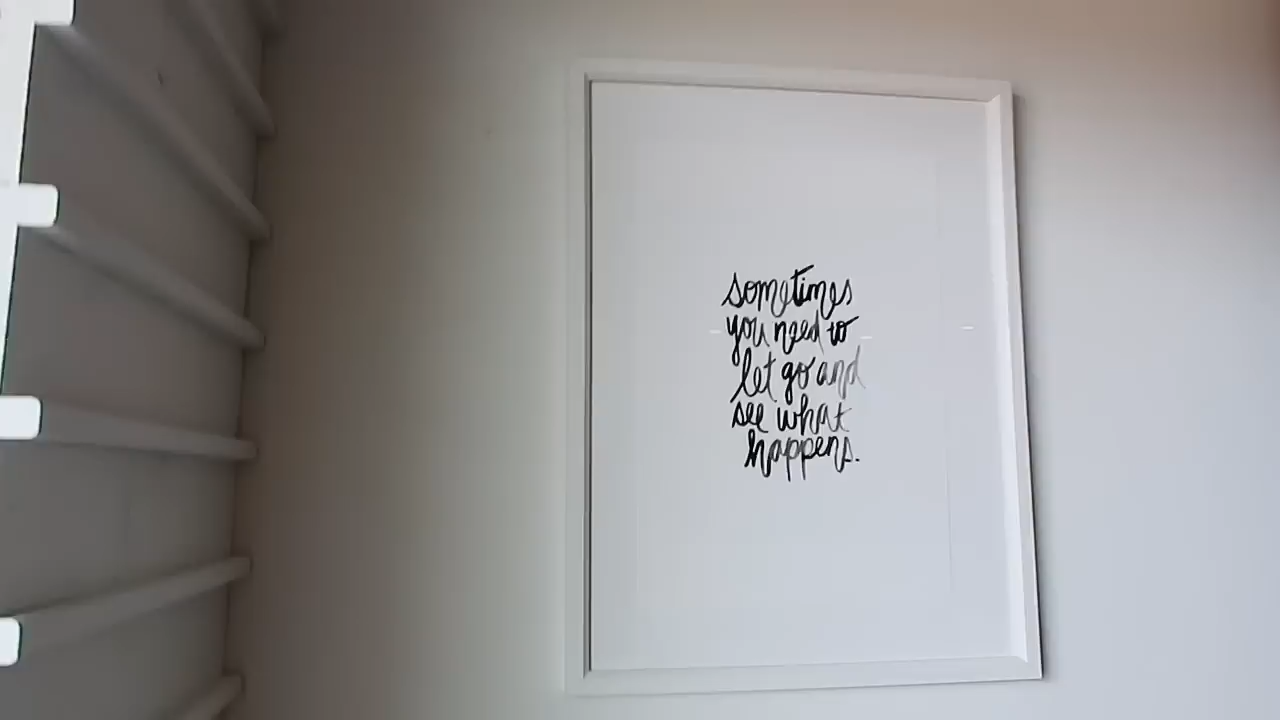 sometimes
you need to
let go and
see what
happens.